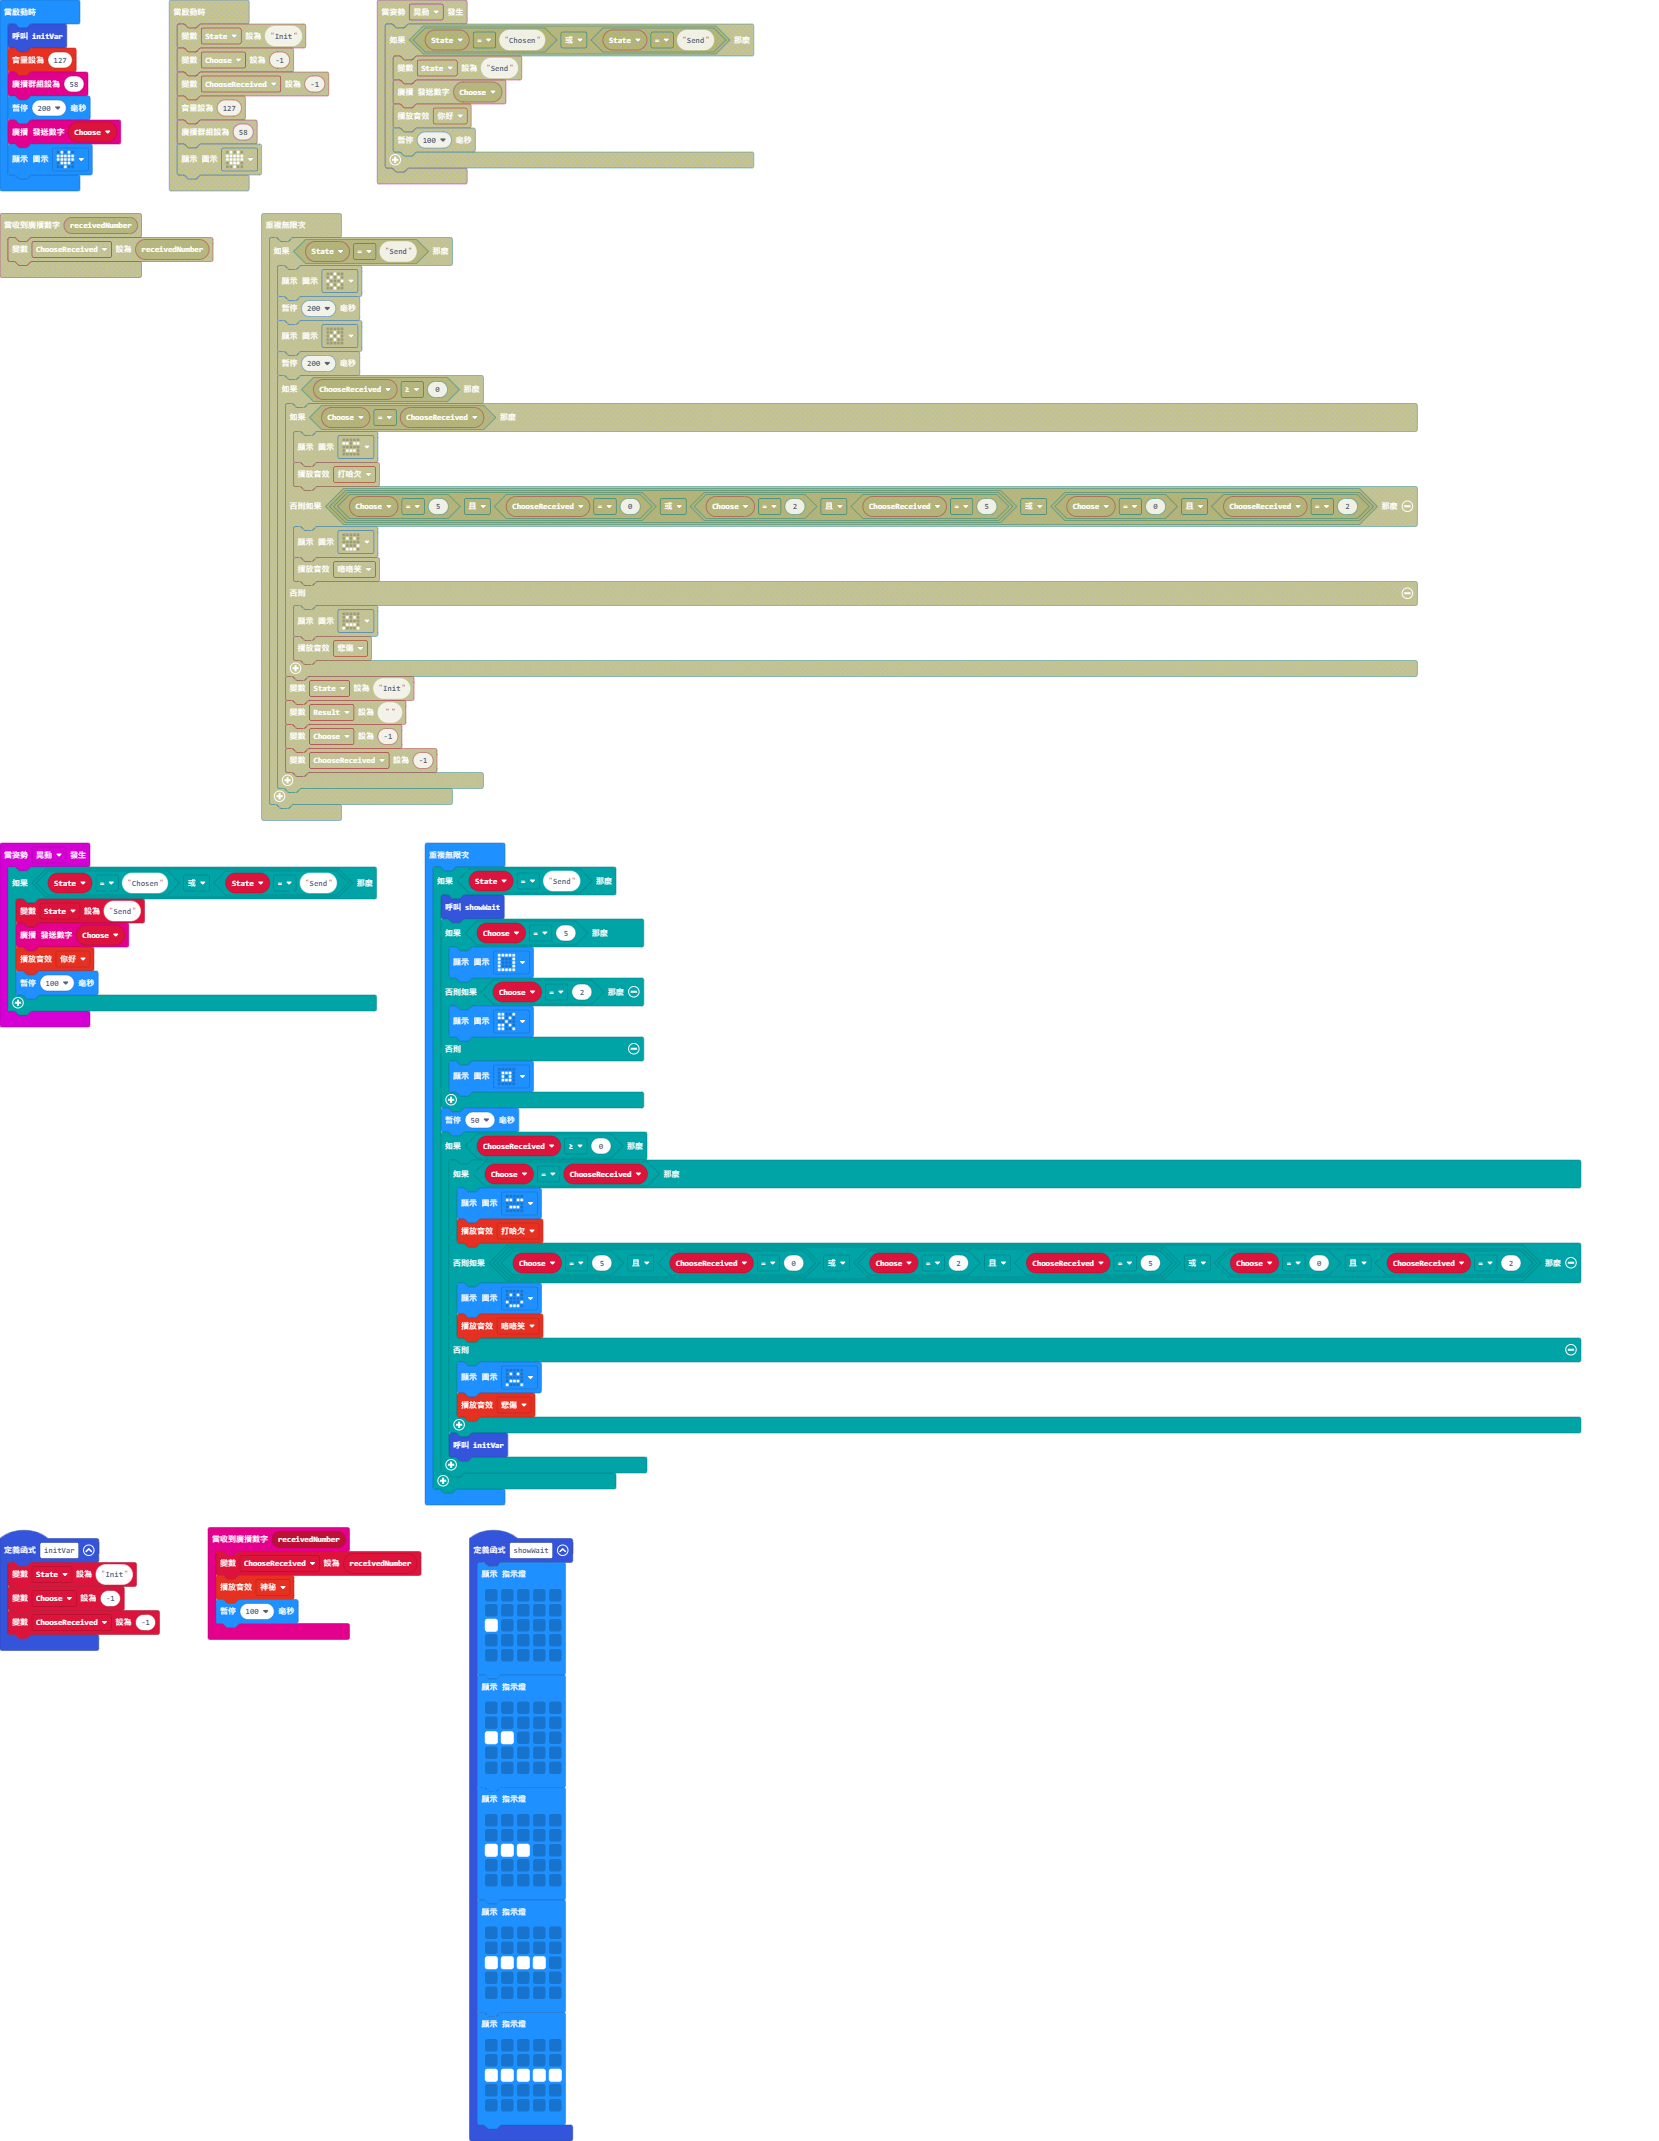 當啟動時
呼叫 initVar
音量設為 127
廣播群組設為 58
暫停 200 毫秒
廣播 發送數字 Choose
顯示 圖示
當啟動時
變數 State 設為 "Init"
變數 Choose 設為 -1
變數 ChooseReceived 設為 -1
音量設為 127
廣播群組設為 58
顯示 圖示
當姿勢 晃動 發生
如果 State = "Chosen" 或 State = "Send" 那麼
變數 State 設為 "Send"
廣播 發送數字 Choose
播放音效 你好
暫停 100 毫秒
當收到廣播數字 receivedNumber
變數 ChooseReceived 設為 receivedNumber
重複無限次
如果 State = "Send" 那麼
顯示 圖示
暫停 200 毫秒
顯示 圖示
暫停 200 毫秒
如果 ChooseReceived ≥ 0 那麼
如果 Choose = ChooseReceived 那麼
顯示 圖示
播放音效 打哈欠
否則如果 Choose = 5 且 ChooseReceived = 0 或 Choose = 2 且 ChooseReceived = 5 或 Choose = 0 且 ChooseReceived = 2 那麼
顯示 圖示
播放音效 咯咯笑
否則
顯示 圖示
播放音效 悲傷
變數 State 設為 "Init"
變數 Result 設為 " "
變數 Choose 設為 -1
變數 ChooseReceived 設為 -1
當姿勢 晃動 發生
如果 State = "Chosen" 或 State = "Send" 那麼
變數 State 設為 "Send"
廣播 發送數字 Choose
播放音效 你好
暫停 100 毫秒
重複無限次
如果 State = "Send" 那麼
呼叫 showWait
如果 Choose = 5 那麼
顯示 圖示
否則如果 Choose = 2 那麼
顯示 圖示
否則
顯示 圖示
暫停 50 毫秒
如果 ChooseReceived ≥ 0 那麼
如果 Choose = ChooseReceived 那麼
顯示 圖示
播放音效 打哈欠
否則如果 Choose = 5 且 ChooseReceived = 0 或 Choose = 2 且 ChooseReceived = 5 或 Choose = 0 且 ChooseReceived = 2 那麼
顯示 圖示
播放音效 咯咯笑
否則
顯示 圖示
播放音效 悲傷
呼叫 initVar
定義函式 initVar
變數 State 設為 "Init"
變數 Choose 設為 -1
變數 ChooseReceived 設為 -1
當收到廣播數字 receivedNumber
變數 ChooseReceived 設為 receivedNumber
播放音效 神秘
暫停 100 毫秒
定義函式 showWait
顯示 指示燈
顯示 指示燈
顯示 指示燈
顯示 指示燈
顯示 指示燈